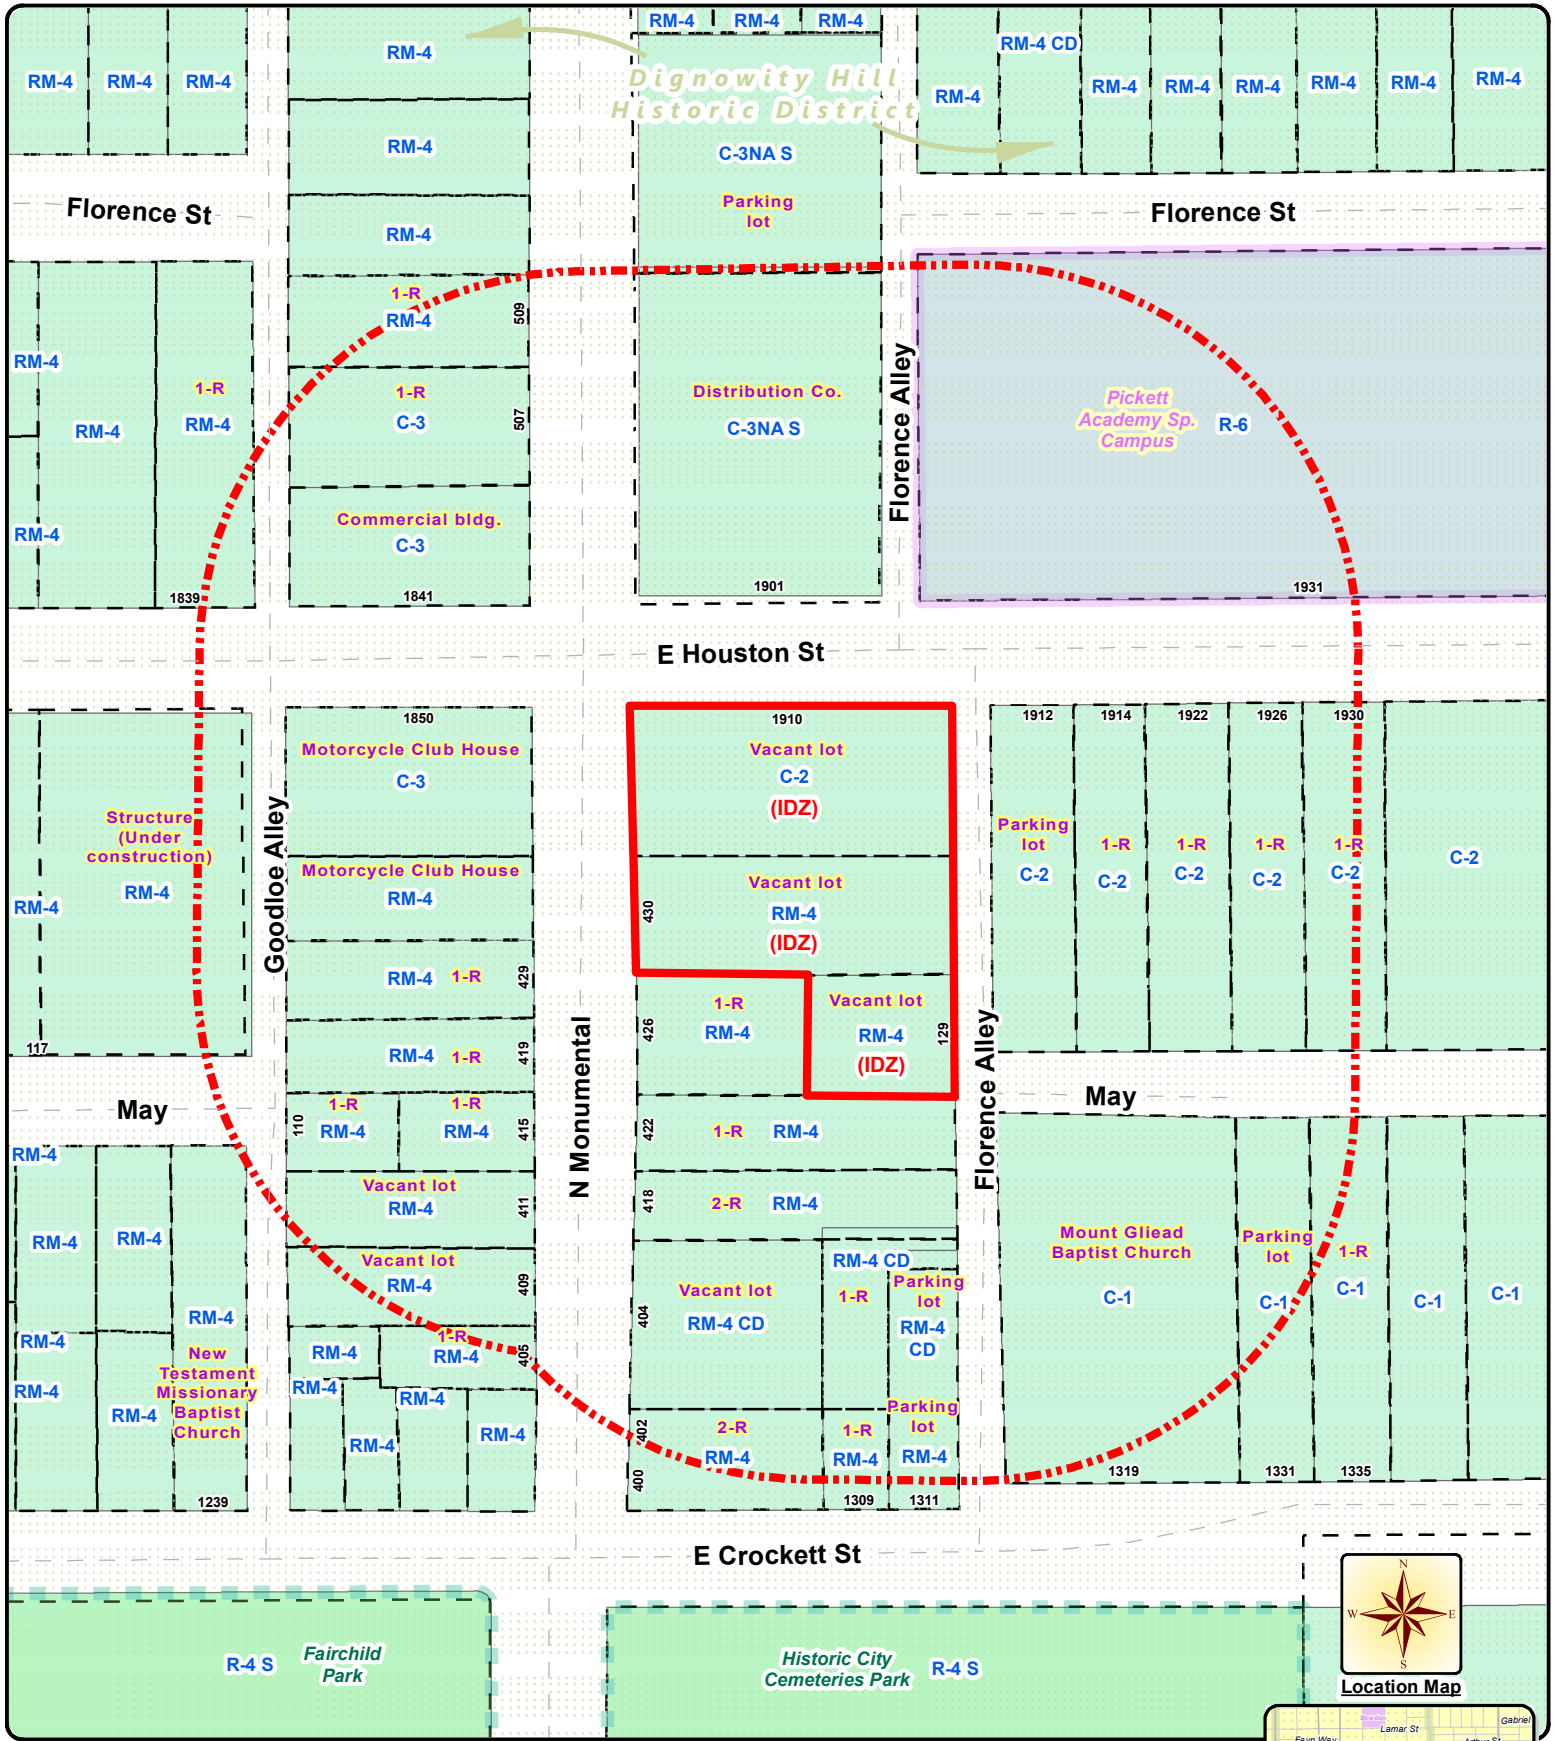 RM-4
RM-4
RM-4
RM-4
RM-4 CD
RM-4
Dignowity Hill
Historic District
RM-4
RM-4
RM-4
RM-4
RM-4
RM-4
RM-4
RM-4
RM-4
RM-4
RM-4
C-3NA S
Parking
lot
Florence St
Florence St
RM-4
1-R
RM-4
509
RM-4
RM-4
1-R
RM-4
RM-4
1-R
C-3
507
Distribution Co.
C-3NA S
Florence Alley
Pickett
Academy Sp.
Campus
R-6
Commercial bldg.
C-3
1839
1841
1901
1931
E Houston St
1850
Motorcycle Club House
C-3
1910
Vacant lot
C-2
(IDZ)
1912
1914
1922
1926
1930
Structure
(Under
construction)
RM-4
RM-4
Goodloe Alley
Motorcycle Club House
RM-4
Vacant lot
RM-4
(IDZ)
430
Parking
lot
C-2
1-R
C-2
1-R
C-2
1-R
C-2
1-R
C-2
C-2
RM-4
1-R
429
1-R
RM-4
426
Vacant lot
RM-4
(IDZ)
129
117
RM-4
1-R
419
N Monumental
Florence Alley
May
May
110
1-R
RM-4
1-R
RM-4
415
422
1-R
RM-4
RM-4
Vacant lot
RM-4
411
418
2-R
RM-4
RM-4
RM-4
RM-4
Vacant lot
RM-4
409
Vacant lot
RM-4 CD
404
RM-4 CD
1-R
Parking
lot
RM-4
CD
Mount Gliead
Baptist Church
C-1
Parking
lot
C-1
1-R
C-1
C-1
C-1
RM-4
RM-4
RM-4
New
Testament
Missionary
Baptist
Church
1239
RM-4
1-R
RM-4
405
RM-4
RM-4
RM-4
RM-4
402
400
2-R
RM-4
1-R
RM-4
1309
Parking
lot
RM-4
1311
1319
1331
1335
E Crockett St
R-4 S
Fairchild
Park
Historic City
Cemeteries Park
R-4 S
N
W
E
S
Location Map
Bowden
Lamar St
Gabriel